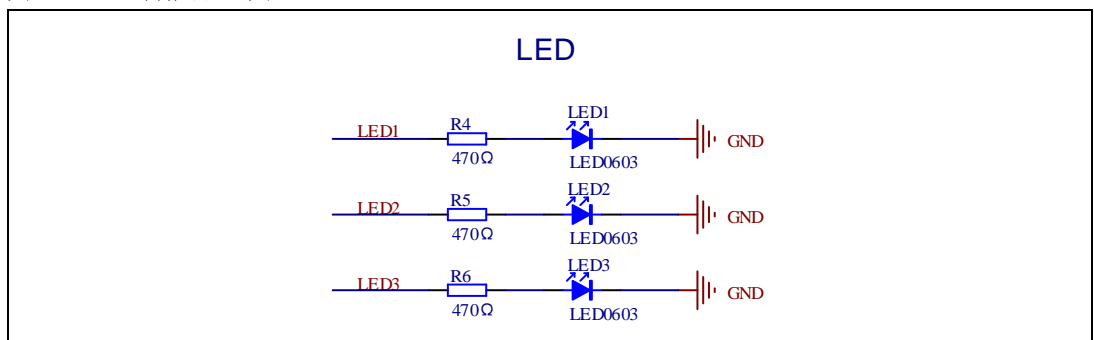 LED
LED1
LED1 R4
470Ω LED0603 GND
LED2
LED2 R5
470Ω LED0603 GND
LED3
LED3 R6
470Ω LED0603 GND